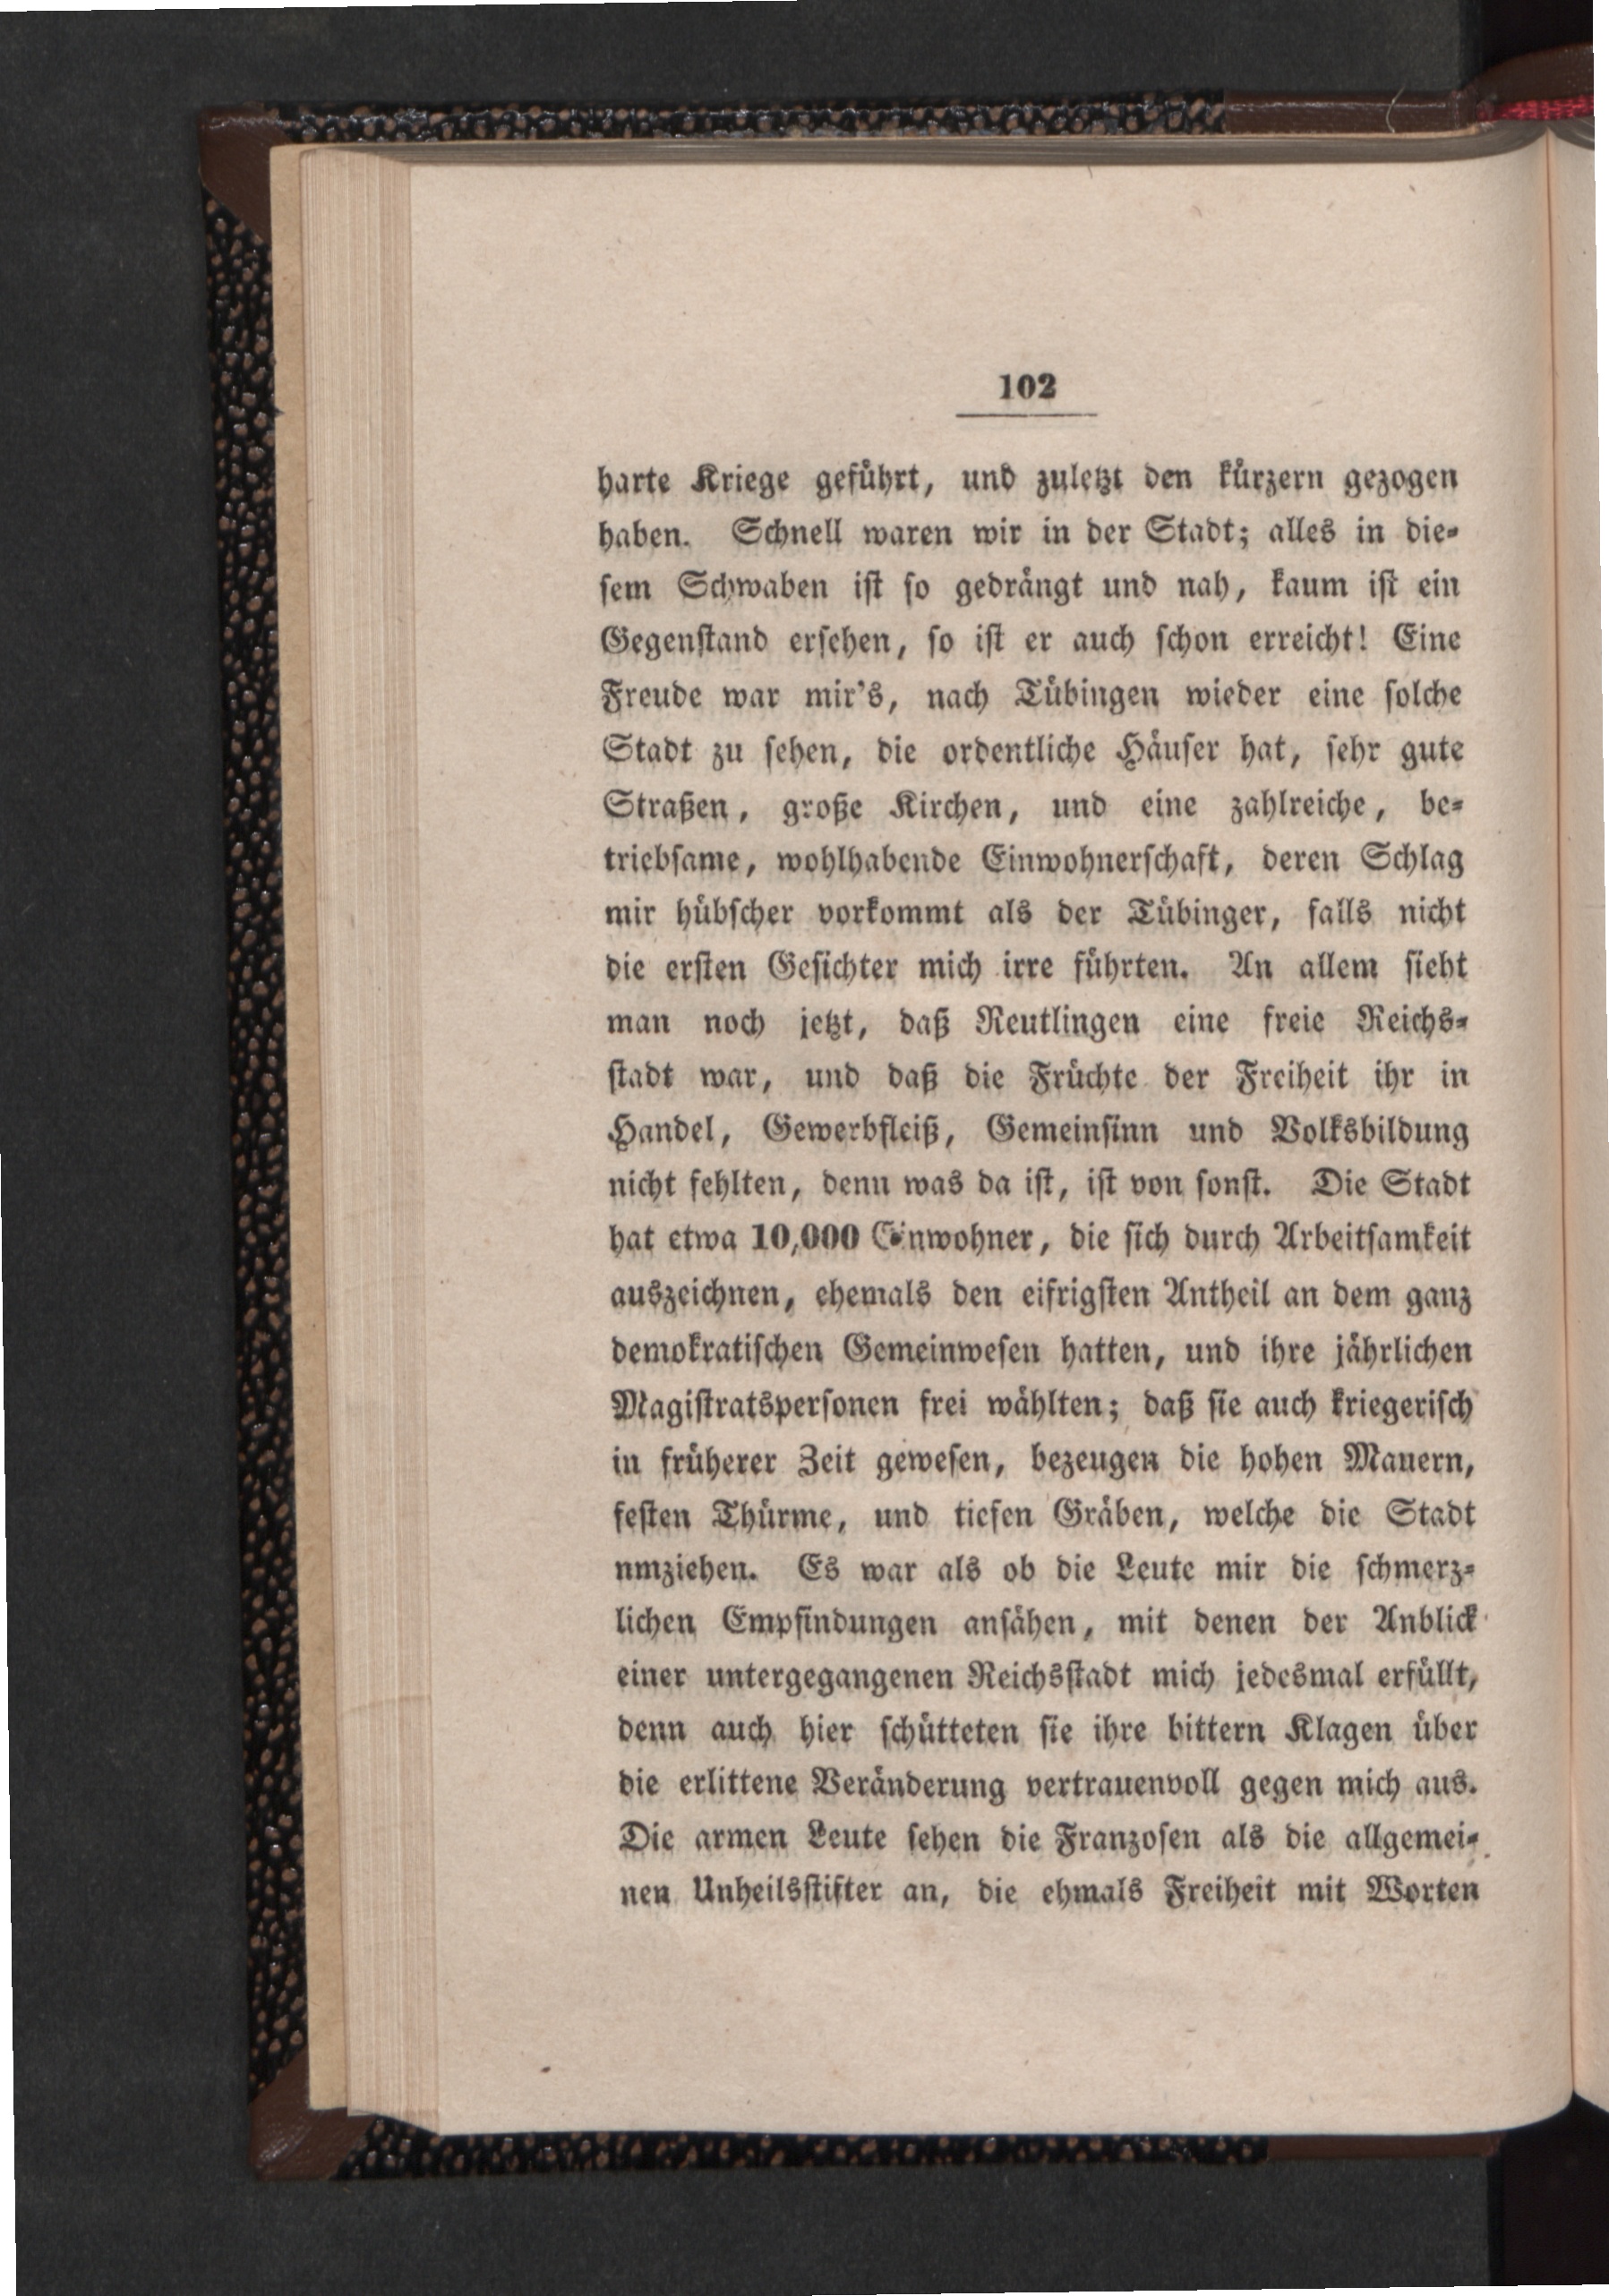 102
harte Kriege geführt, und zuletzt den kürzern gezogen
haben. Schnell waren wir in der Stadt; alles in die-
sem Schwaben ist so gedrängt und nah, kaum ist ein
Gegenstand ersehen, so ist er auch schon erreicht! Eine
Freude war mir's, nach Tübingen wieder eine solche
Stadt zu sehen, die ordentliche Häuser hat, sehr gute
Straßen, große Kirchen, und eine zahlreiche, be-
triebsame, wohlhabende Einwohnerschaft, deren Schlag
mir hübscher vorkommt als der Tübinger, falls nicht
die ersten Gesichter mich irre führten. An allem sieht
man noch jetzt, daß Reutlingen eine freie Reichs-
stadt war, und daß die Früchte der Freiheit ihr in
Handel, Gewerbfleiß, Gemeinsinn und Volksbildung
nicht fehlten, denn was da ist, ist von sonst. Die Stadt
hat etwa 10,000 Einwohner, die sich durch Arbeitsamkeit
auszeichnen, ehemals den eifrigsten Antheil an dem ganz
demokratischen Gemeinwesen hatten, und ihre jährlichen
Magistratspersonen frei wählten; daß sie auch kriegerisch
in früherer Zeit gewesen, bezeugen die hohen Mauern,
festen Thürme, und tiefen Gräben, welche die Stadt
nmziehen. Es war als ob die Leute mir die schmerz-
lichen Empfindungen ansähen, mit denen der Anblick
einer untergegangenen Reichsstadt mich jedesmal erfüllt,
denn auch hier schütteten sie ihre bittern Klagen über
die erlittene Veränderung vertrauenvoll gegen mich aus.
Die armen Leute sehen die Franzosen als die allgemei-
nen Unheilsstifter an, die ehmals Freiheit mit Worten